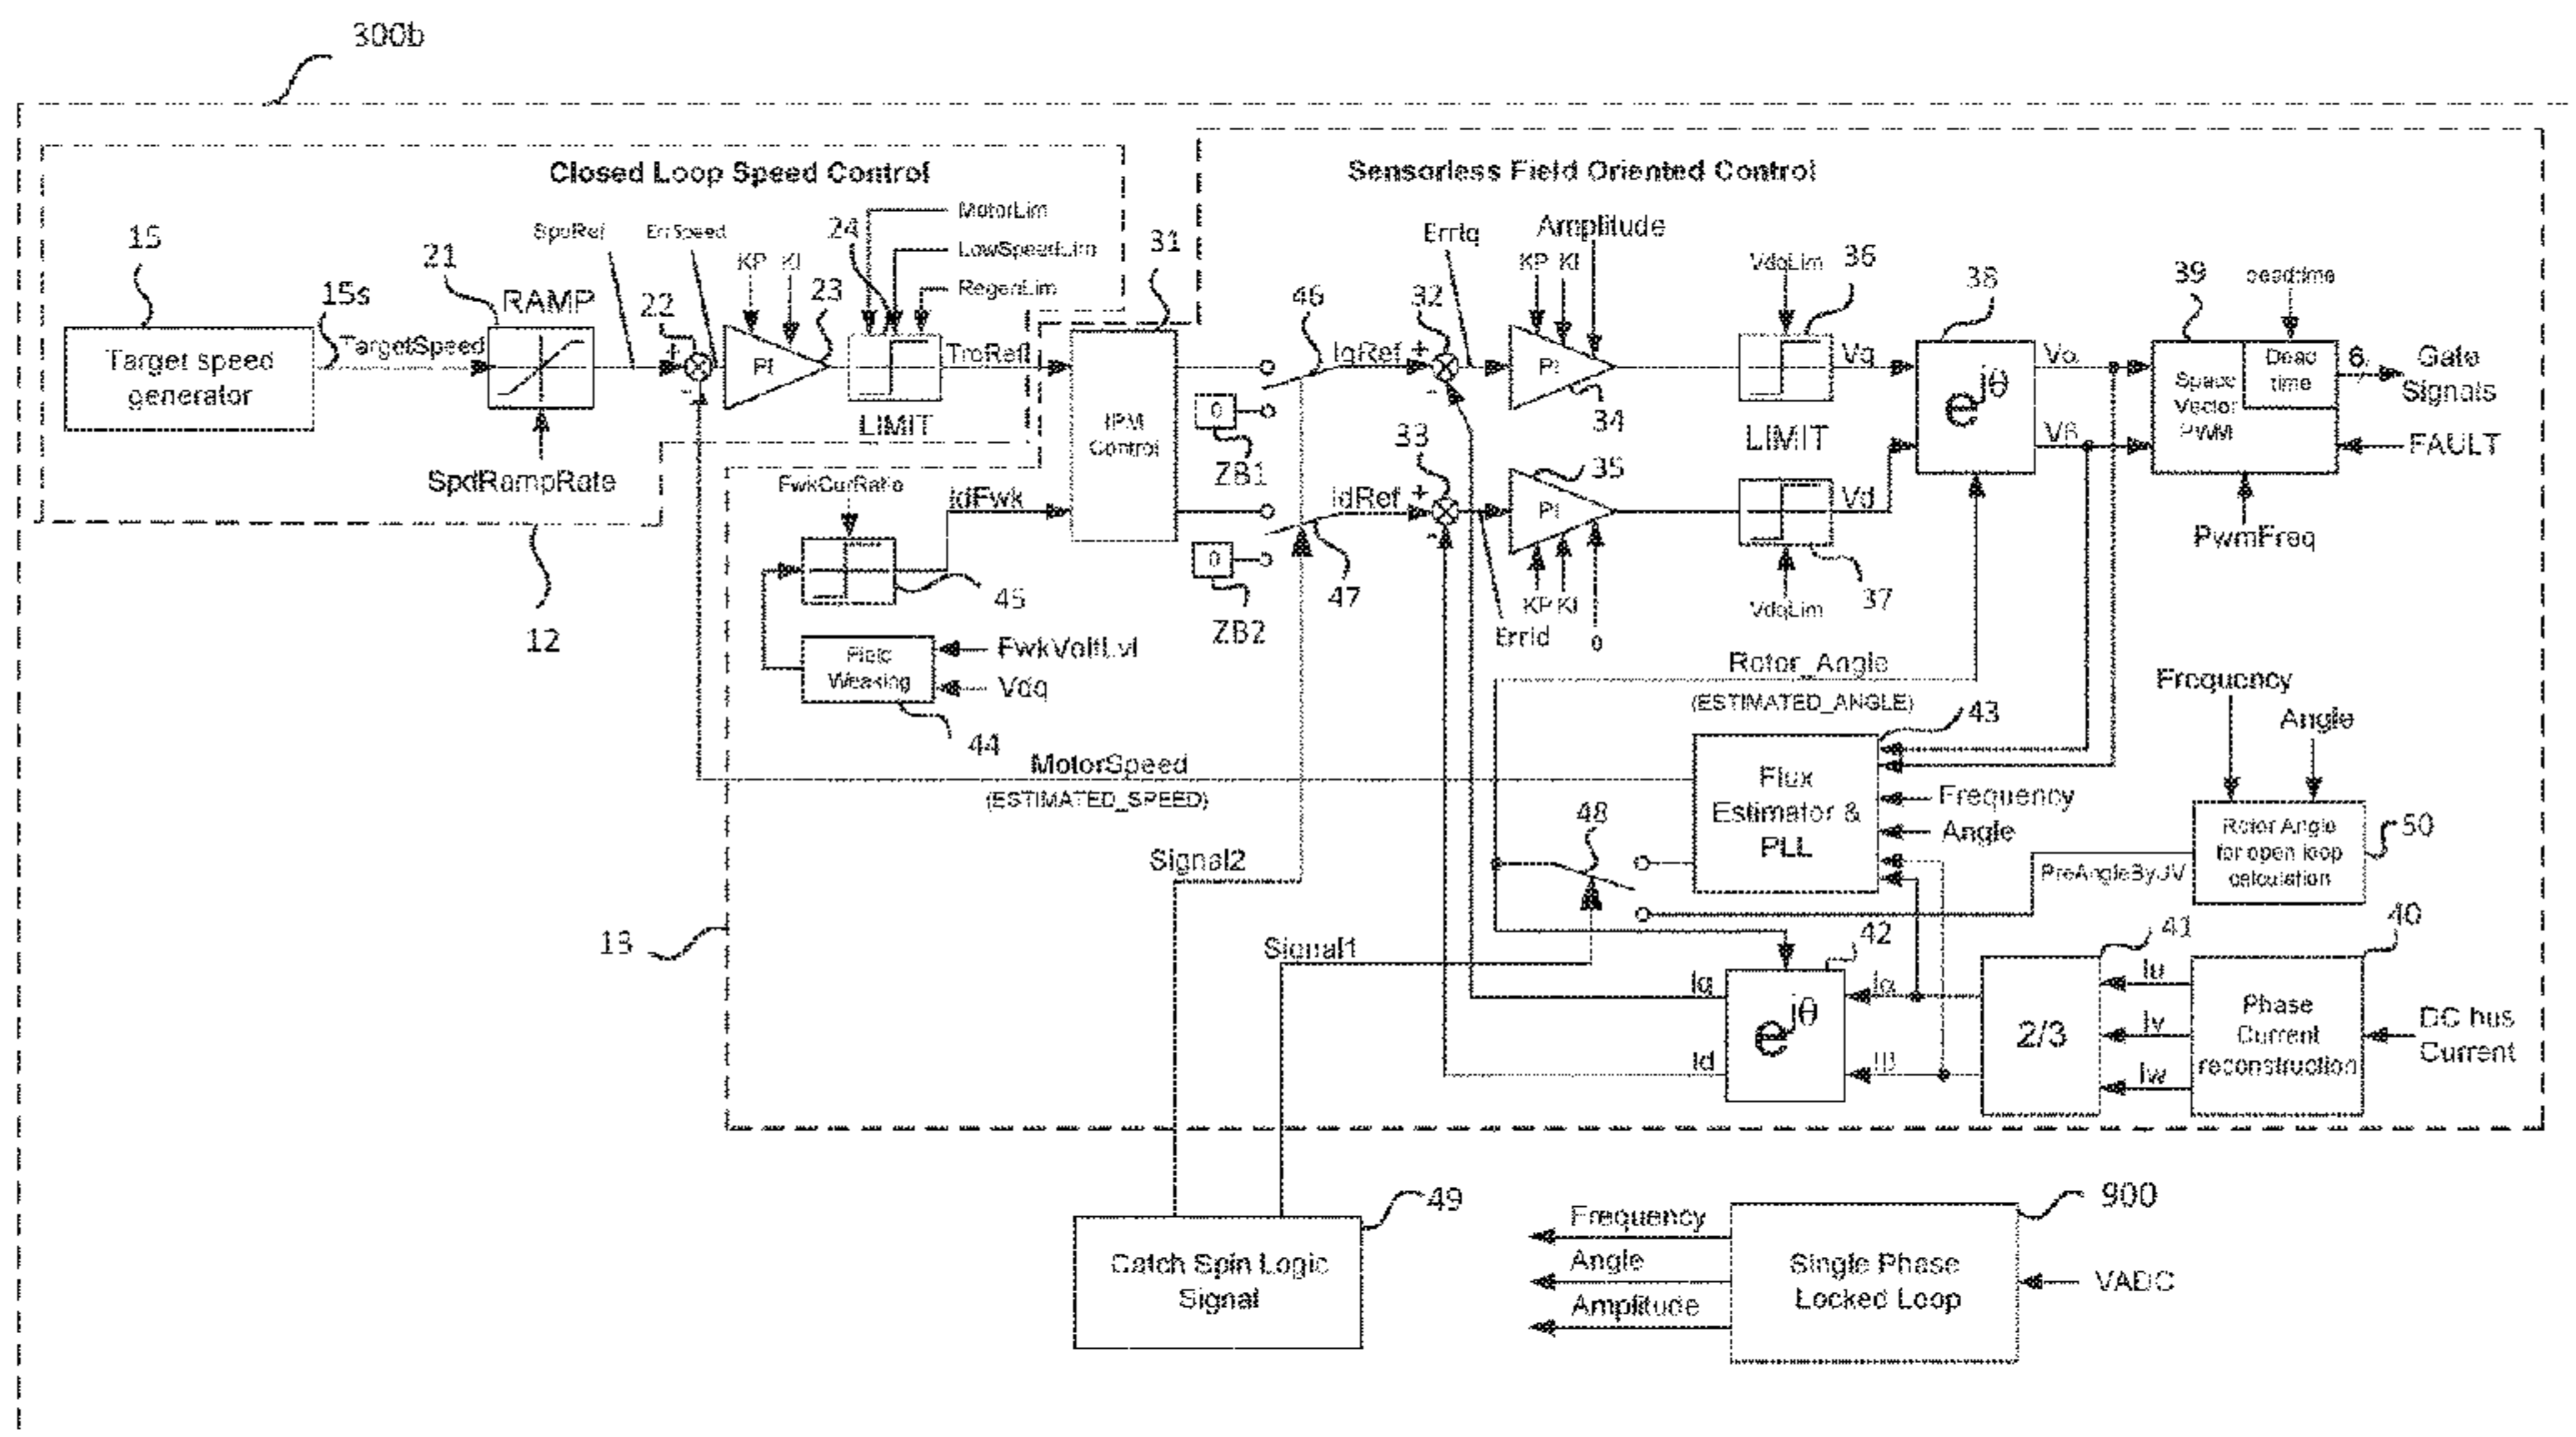 300b
Closed Loop Speed Control
Sensorless Field Oriented Control
15
15s
Target speed
generator
TargetSpeed
21
RAMP
SpdRampRate
SpdRef
ErrSpeed
22
+
-
KP KI
PI
23
24
MotorLim
LowSpeedLim
RegenLim
LIMIT
TrqRef
31
IPM
Control
12
FwkCurRatio
IdFwk
45
Field
Weaking
FwkVoltLvl
Vdq
44
MotorSpeed
(ESTIMATED_SPEED)
46
0
ZB1
0
ZB2
47
IqRef
+
-
32
ErrIq
KP KI
Amplitude
PI
34
VdqLim
36
LIMIT
Vq
IdRef
+
-
33
ErrId
35
PI
KP KI
0
VdqLim
37
Vd
38
e^jθ
Vα
Vβ
39
deadtime
Space
Vector
PWM
Dead
time
6
Gate
Signals
FAULT
PwmFreq
Rotor_Angle
(ESTIMATED_ANGLE)
43
Flux
Estimator &
PLL
Frequency
Angle
Frequency
Angle
Rotor Angle
for open loop
calculation
50
PreAngleByUV
48
Signal2
Signal1
13
42
e^jθ
Iq
Id
Iα
Iβ
41
2/3
Iu
Iv
Iw
40
Phase
Current
reconstruction
DC bus
Current
49
Catch Spin Logic
Signal
Frequency
Angle
Amplitude
900
Single Phase
Locked Loop
VADC